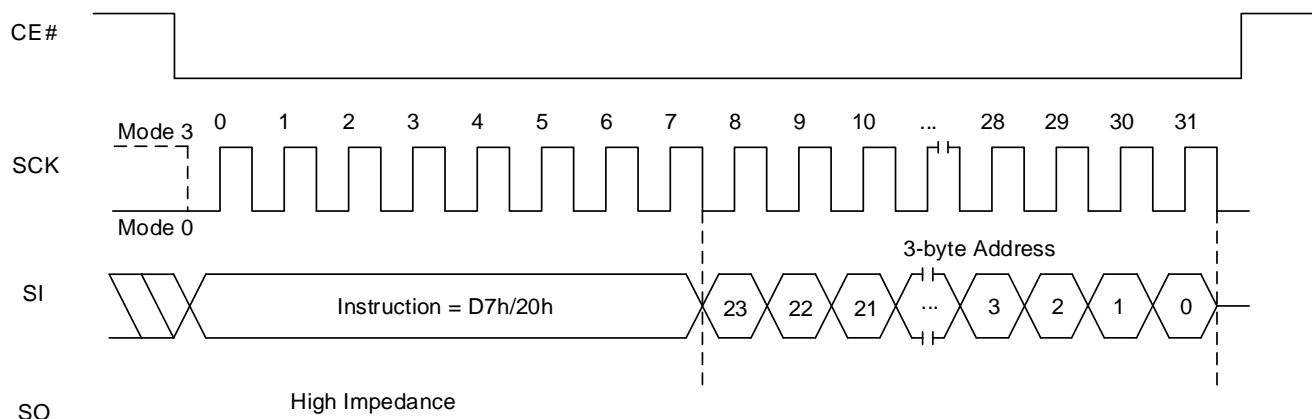 CE#
0 1 2 3 4 5 6 7 8 9 10 ... 28 29 30 31
Mode 3
SCK
Mode 0
3-byte Address
SI
Instruction = D7h/20h 23 22 21 ... 3 2 1 0
High Impedance
SO